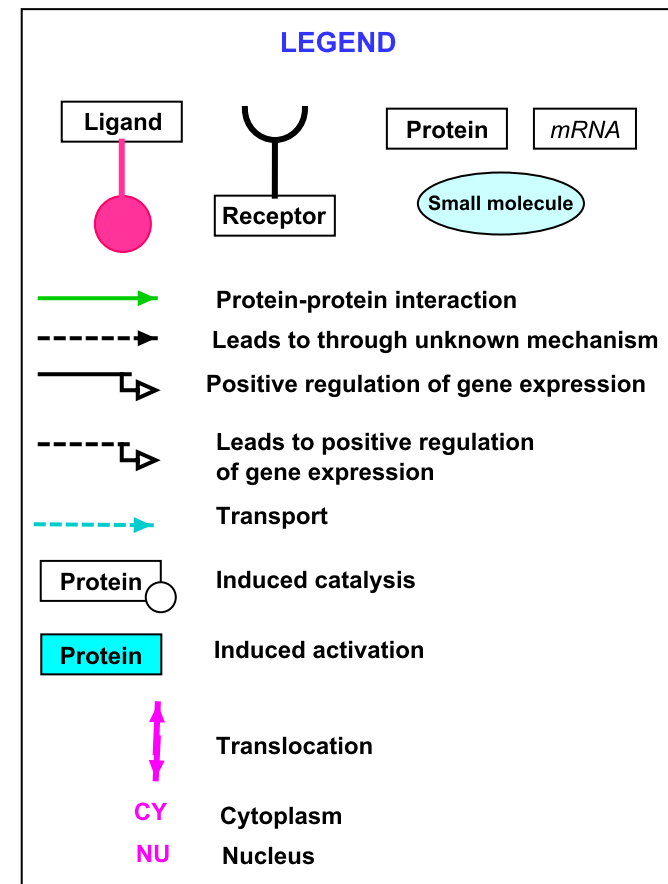 LEGEND
Ligand
Receptor
Protein
mRNA
Small molecule
Protein-protein interaction
Leads to through unknown mechanism
Positive regulation of gene expression
Leads to positive regulation
of gene expression
Transport
Protein
Induced catalysis
Protein
Induced activation
Translocation
CY
Cytoplasm
NU
Nucleus